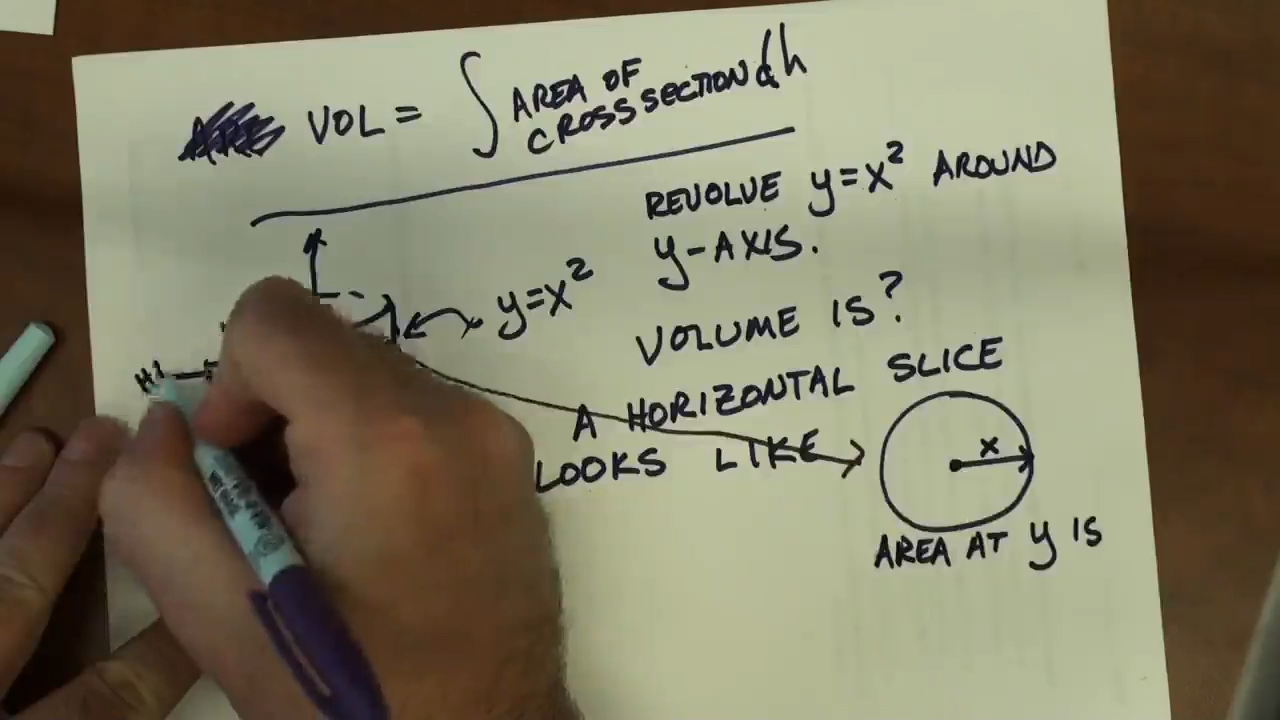 VOL = ∫ AREA OF
CROSS SECTION dh
REVOLVE y=x² AROUND
y-AXIS.
y=x²
VOLUME IS?
A HORIZONTAL SLICE
LOOKS LIKE
x
AREA AT y IS